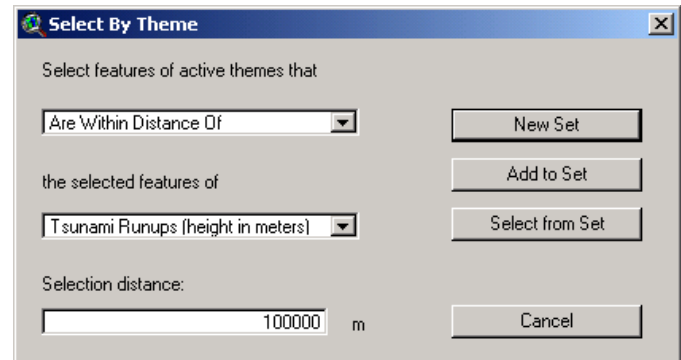 Select By Theme
Select features of active themes that
Are Within Distance Of
New Set
Add to Set
the selected features of
Tsunami Runups (height in meters)
Select from Set
Selection distance:
100000 m
Cancel